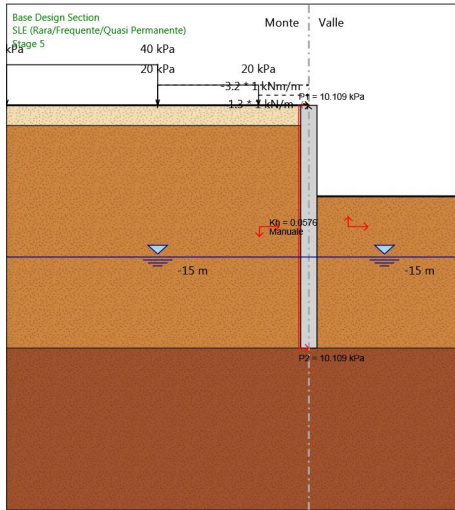 Base Design Section
SLE (Rara/Frequente/Quasi Permanente)
Stage 5
Monte
Valle
kPa
40 kPa
20 kPa
20 kPa
-3.2 * 1 kNm/m
P1 = 10.109 kPa
1.3 * 1 kN/m
Kh = 0.0576
Manuale
-15 m
-15 m
P2 = 10.109 kPa